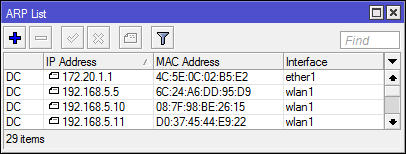 ARP List
Find
IP Address MAC Address Interface
DC 172.20.1.1 4C:5E:0C:02:B5:E2 ether1
DC 192.168.5.5 6C:24:A6:DD:95:D9 wlan1
DC 192.168.5.10 08:7F:98:BE:26:15 wlan1
DC 192.168.5.11 D0:37:45:44:E9:22 wlan1
29 items